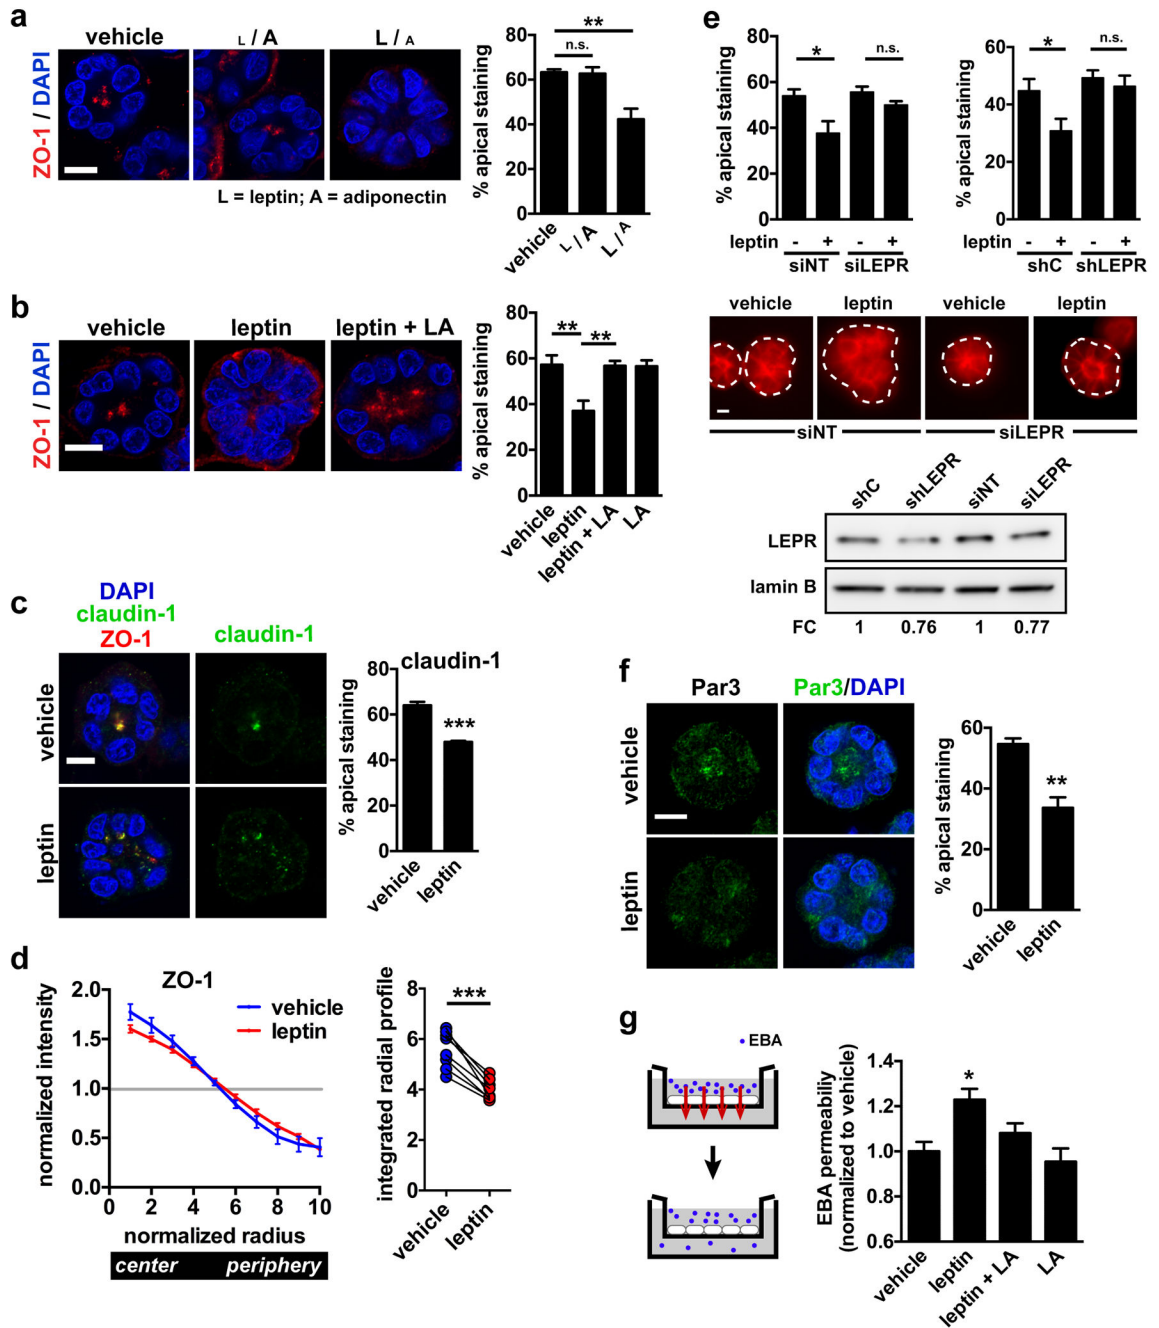 a
vehicle
L / A
L / A
ZO-1 / DAPI
L = leptin; A = adiponectin
% apical staining
80
60
40
20
0
n.s.
**
vehicle
L / A
L / A
b
vehicle
leptin
leptin + LA
ZO-1 / DAPI
% apical staining
80
60
40
20
0
**
**
vehicle
leptin
leptin + LA
LA
c
DAPI
claudin-1
ZO-1
claudin-1
vehicle
leptin
claudin-1
% apical staining
80
60
40
20
0
***
vehicle
leptin
d
ZO-1
normalized intensity
2.0
1.5
1.0
0.5
0.0
vehicle
leptin
0 2 4 6 8 10
normalized radius
center periphery
integrated radial profile
8
6
4
2
0
***
vehicle
leptin
e
% apical staining
80
60
40
20
0
*
n.s.
leptin - + - +
siNT siLEPR
% apical staining
60
40
20
0
*
n.s.
leptin - + - +
shC shLEPR
vehicle leptin vehicle leptin
siNT siLEPR
shC shLEPR siNT siLEPR
LEPR
lamin B
FC 1 0.76 1 0.77
f
Par3 Par3/DAPI
vehicle
leptin
% apical staining
60
40
20
0
**
vehicle
leptin
g
EBA
EBA permeabiliy
(normalized to vehicle)
1.4
1.2
1.0
0.8
0.6
*
vehicle
leptin
leptin + LA
LA